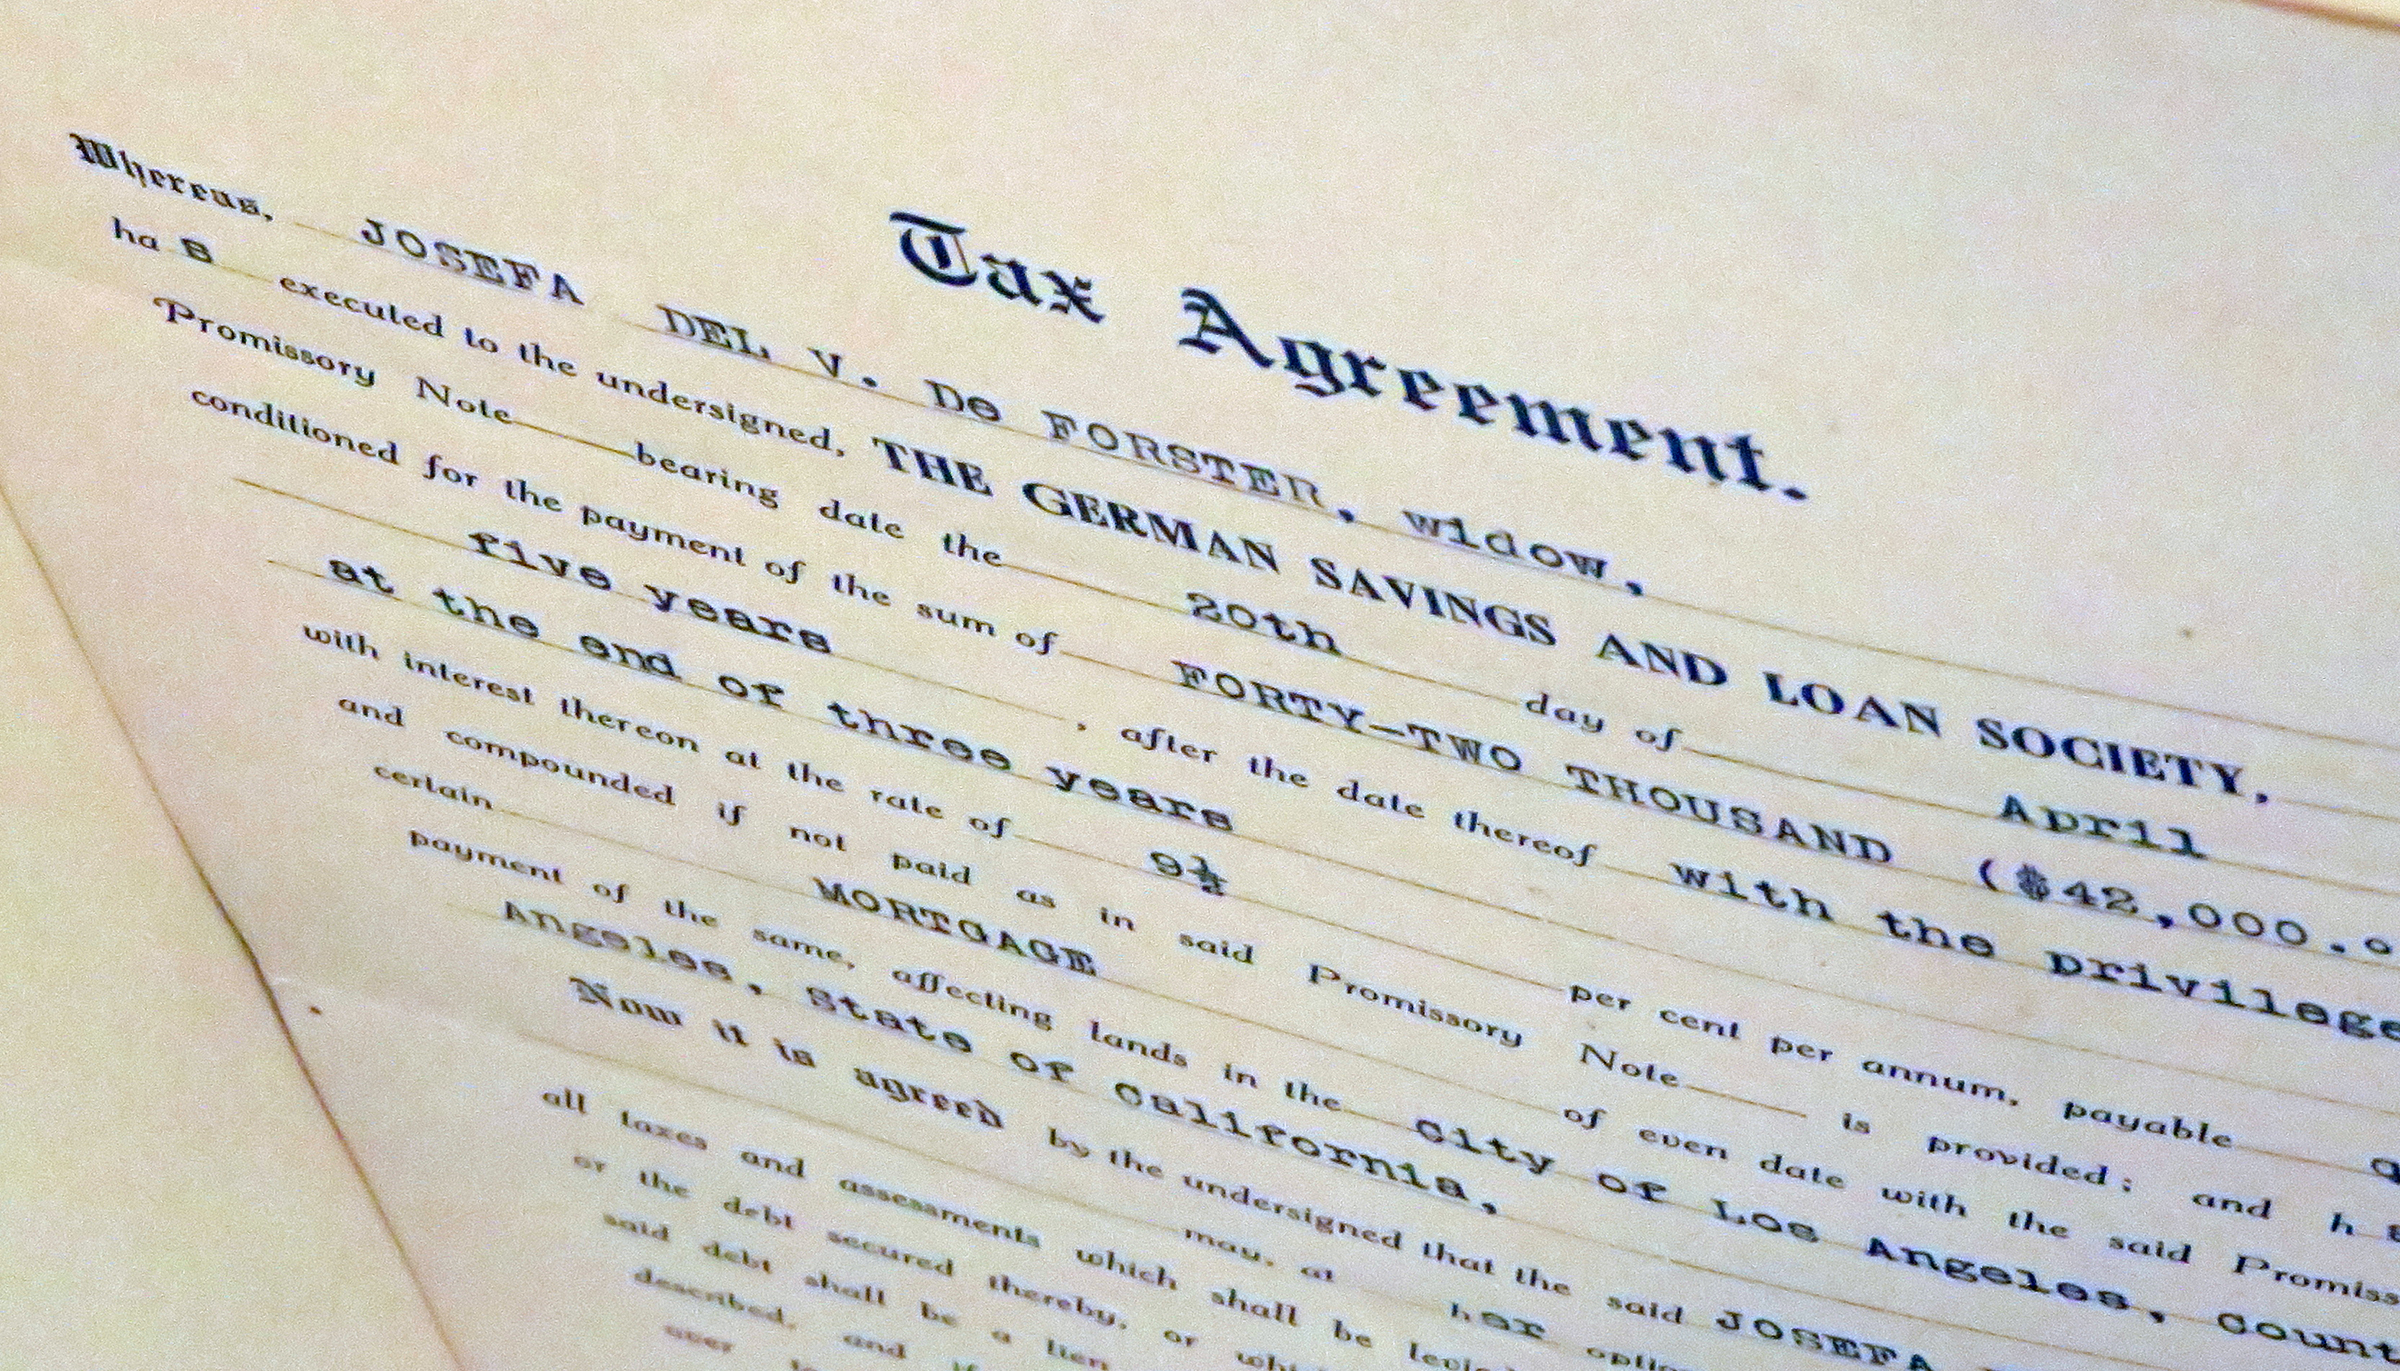 Tax Agreement.
Whereas, JOSEFA DEL V. De FORSTER, widow,
ha s executed to the undersigned, THE GERMAN SAVINGS AND LOAN SOCIETY,
Promissory Note bearing date the 20th day of April
conditioned for the payment of the sum of FORTY-TWO THOUSAND ($42,000.0
five years , after the date thereof with the privilege
at the end of three years
with interest thereon at the rate of 9½ per cent per annum, payable
and compounded if not paid as in said Promissory Note is provided; and h
certain MORTGAGE of even date with the said Promiss
payment of the same, affecting lands in the City of Los Angeles, Count
Angeles, State of California,
Now it is agreed by the undersigned that the said JOSEFA
may, at her option
all taxes and assessments which shall be levi
or the debt secured thereby, or whi
said debt shall be a lien
described, and if
over